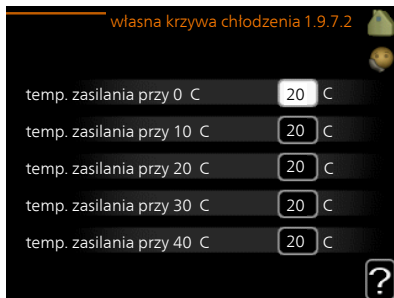 własna krzywa chłodzenia 1.9.7.2
temp. zasilania przy 0 C 20 C
temp. zasilania przy 10 C 20 C
temp. zasilania przy 20 C 20 C
temp. zasilania przy 30 C 20 C
temp. zasilania przy 40 C 20 C
?